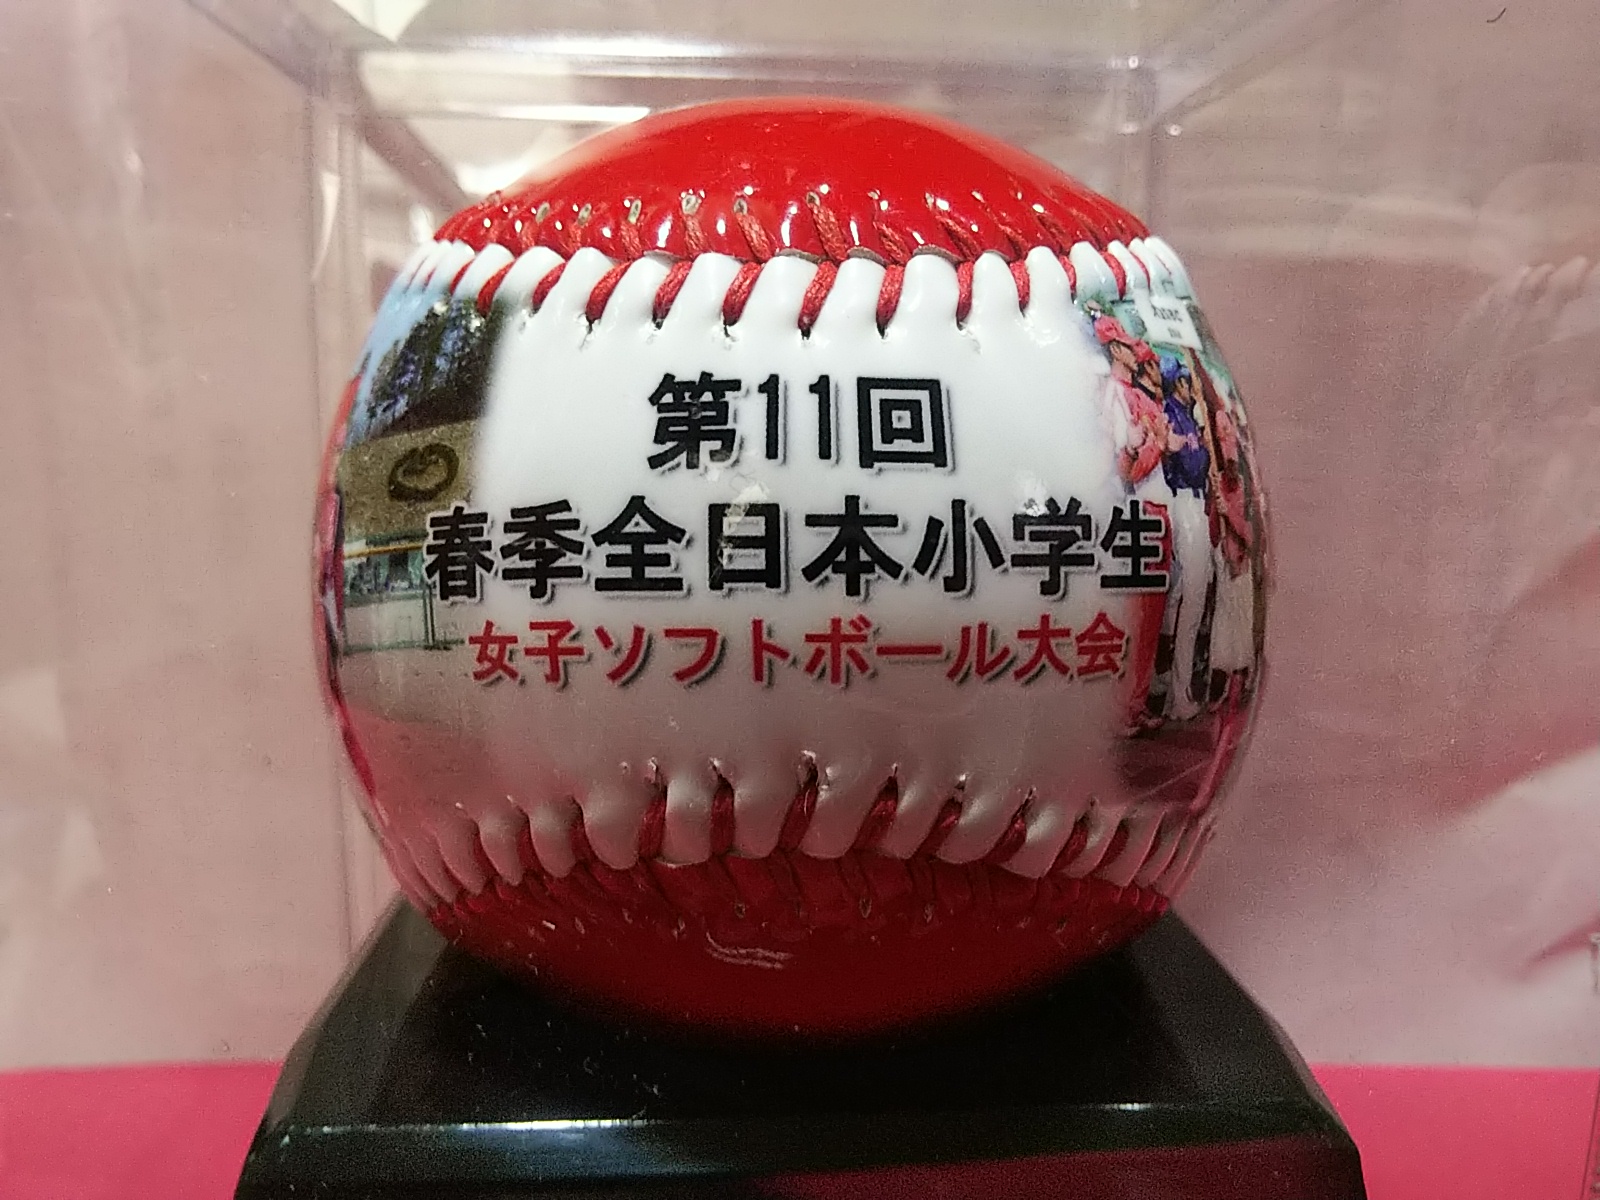 第11回
春季全日本小学生
女子ソフトボール大会